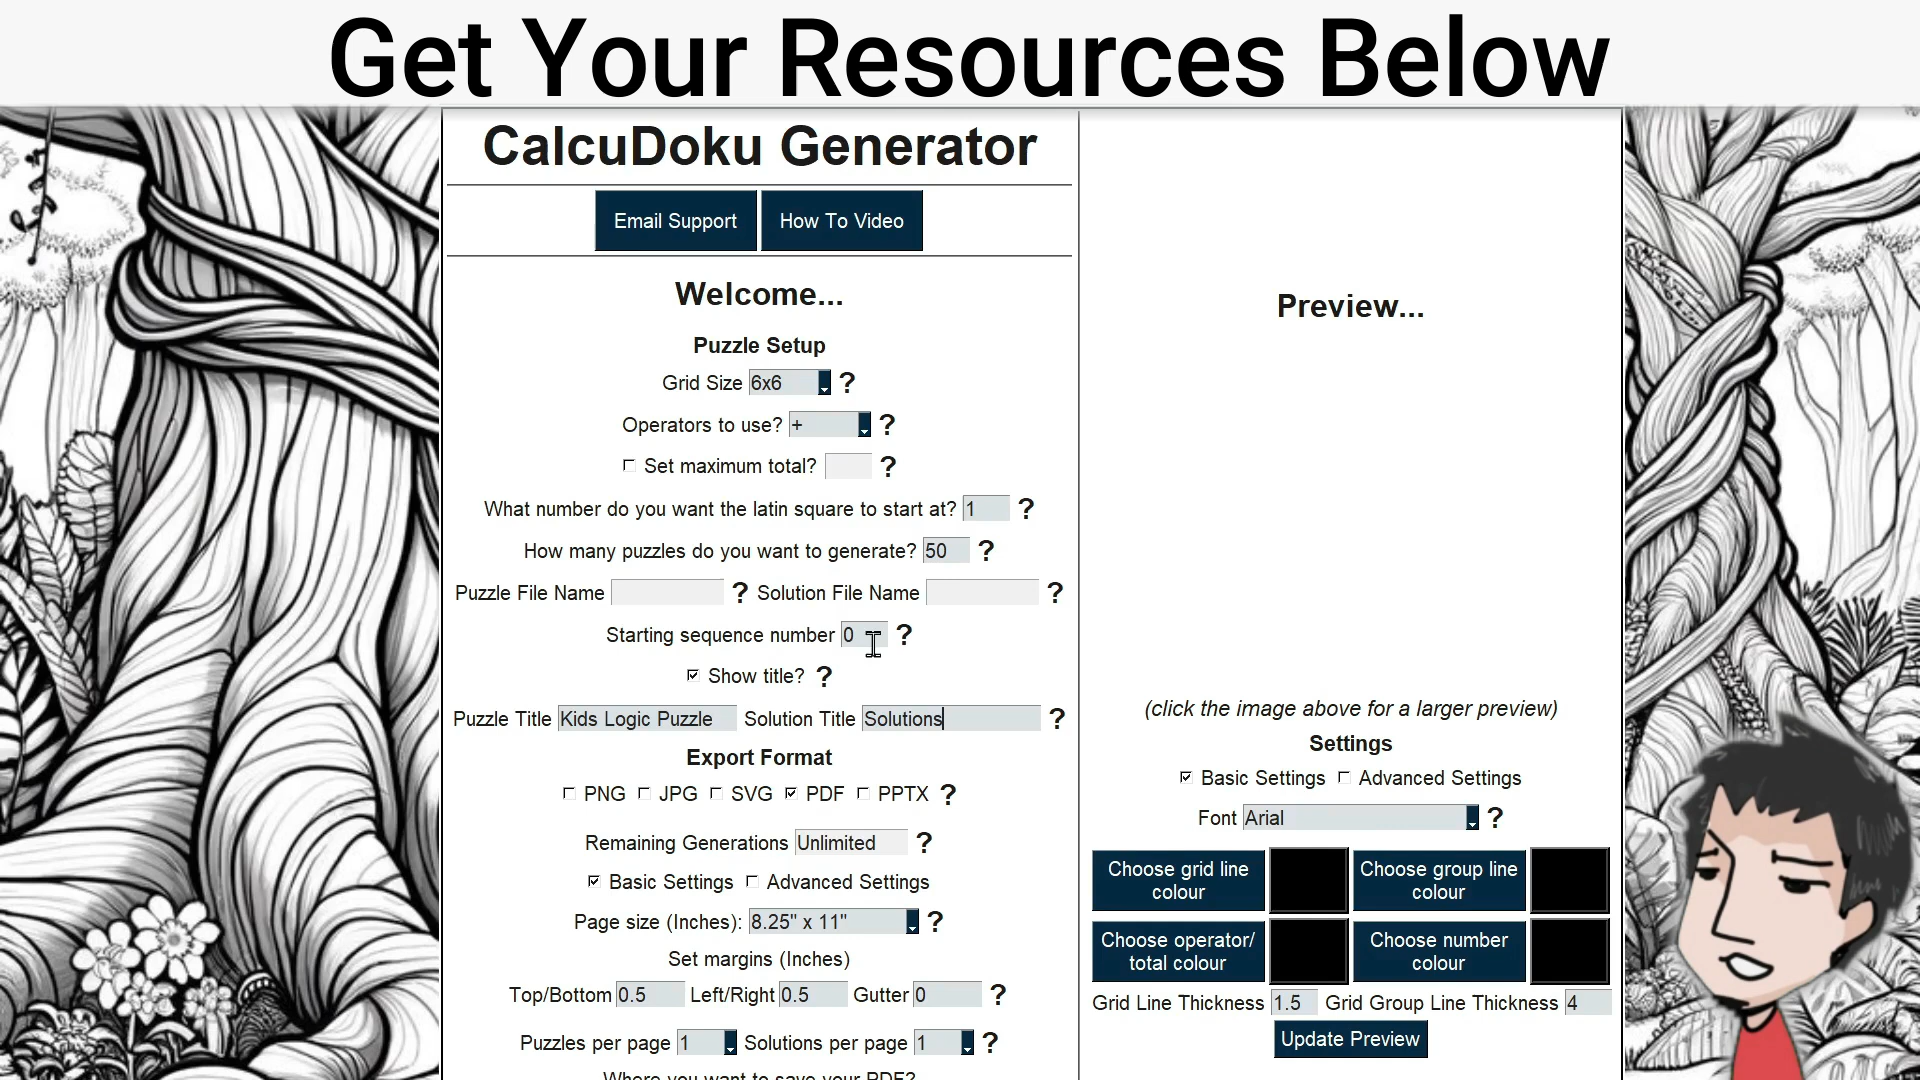 Get Your Resources Below
CalcuDoku Generator
Email Support How To Video
Welcome...
Puzzle Setup
Grid Size 6x6 ?
Operators to use? + ?
Set maximum total? ?
What number do you want the latin square to start at? 1 ?
How many puzzles do you want to generate? 50 ?
Puzzle File Name ? Solution File Name ?
Starting sequence number 0 ?
Show title? ?
Puzzle Title Kids Logic Puzzle Solution Title Solutions ?
Export Format
PNG JPG SVG PDF PPTX ?
Remaining Generations Unlimited ?
Basic Settings Advanced Settings
Page size (Inches): 8.25" x 11" ?
Set margins (Inches)
Top/Bottom 0.5 Left/Right 0.5 Gutter 0 ?
Puzzles per page 1 Solutions per page 1 ?
Where you want to save your PDF?
Preview...
(click the image above for a larger preview)
Settings
Basic Settings Advanced Settings
Font Arial ?
Choose grid line
colour
Choose group line
colour
Choose operator/
total colour
Choose number
colour
Grid Line Thickness 1.5 Grid Group Line Thickness 4
Update Preview